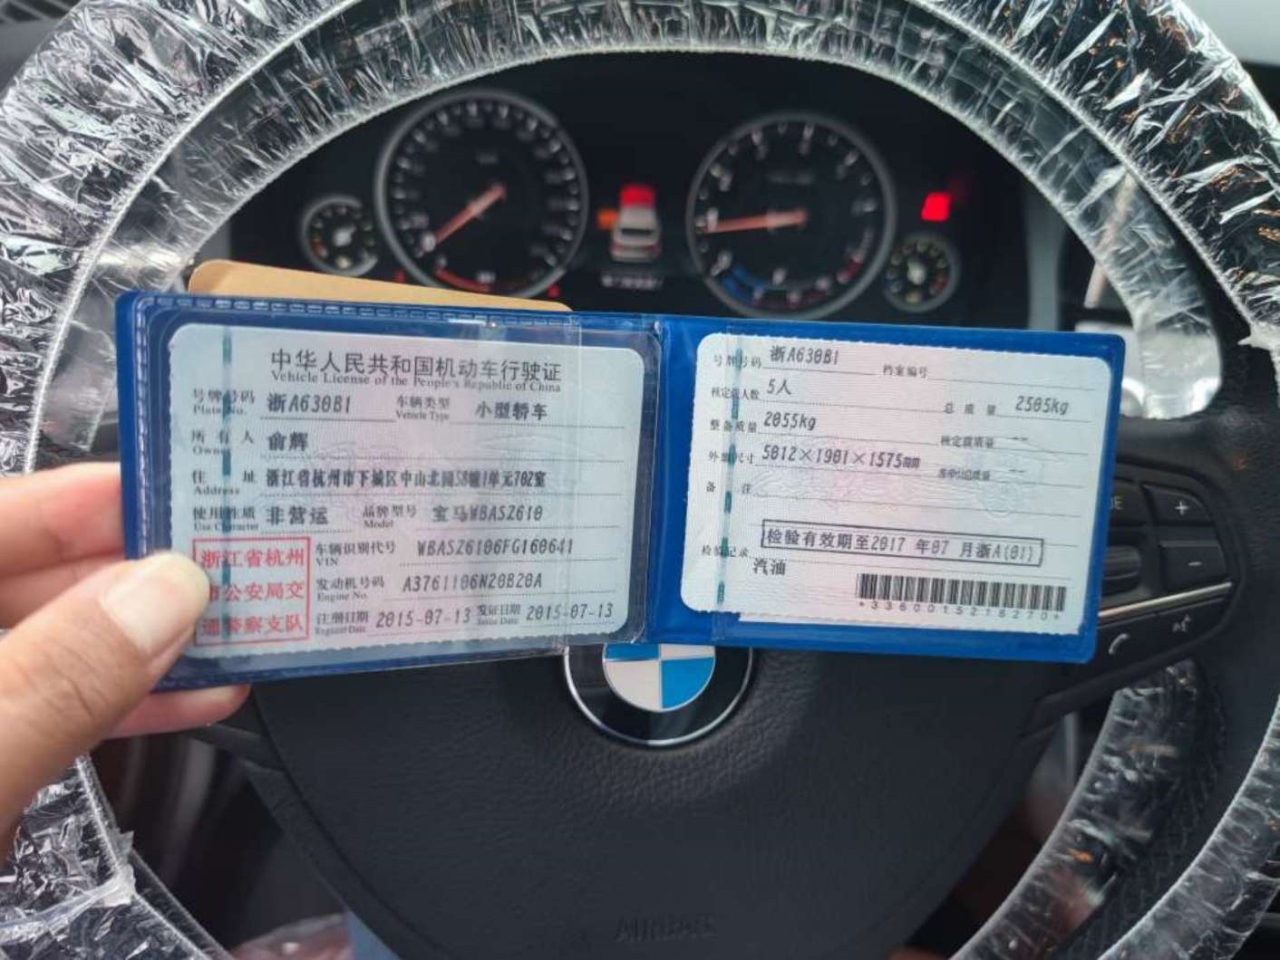 中华人民共和国机动车行驶证
Vehicle License of the People's Republic of China
号牌号码 浙A630B1 车辆类型 小型轿车
Plate No. Vehicle Type
所有人 俞辉
Owner
住址 浙江省杭州市下城区中山北园58幢1单元702室
Address
使用性质 非营运 品牌型号 宝马WBASZ610
Use Character Model
浙江省杭州
市公安局交
通警察支队
车辆识别代号 WBASZ6106FG160641
VIN
发动机号码 A3761106N20B20A
Engine No.
注册日期 2015-07-13 发证日期 2015-07-13
Register Date Issue Date
号牌号码 浙A630B1 档案编号
核定载人数 5人 总质量 2505kg
整备质量 2055kg 核定载质量 --
外廓尺寸 5012×1901×1575mm 准牵引总质量 --
备注
检验有效期至2017年07月浙A(01)
检验记录
汽油
*3360015218270*
AIRBAG